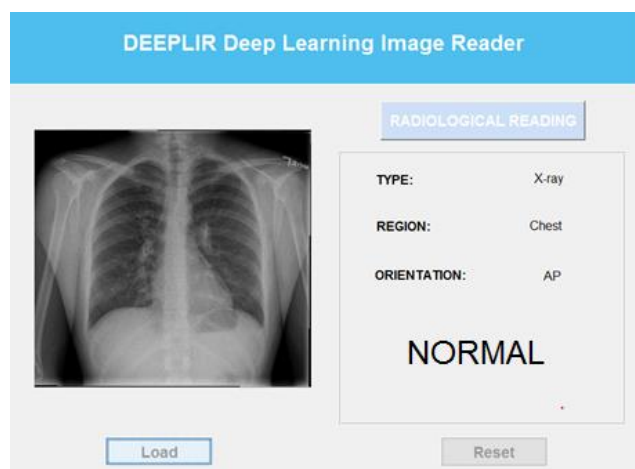 DEEPLIR Deep Learning Image Reader
RADIOLOGICAL READING
TYPE: X-ray
REGION: Chest
ORIENTATION: AP
NORMAL
Load
Reset